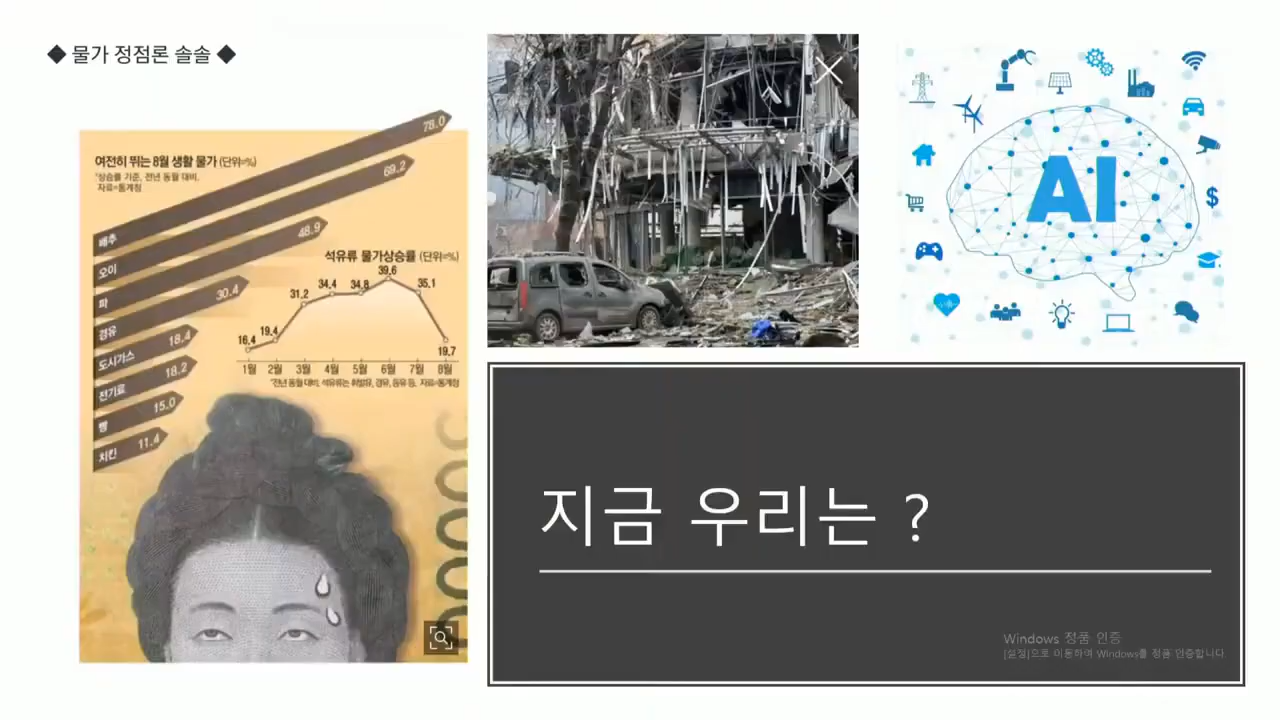 ◆ 물가 정점론 솔솔 ◆
여전히 뛰는 8월 생활 물가 (단위=%)
*상승률 기준, 전년 동월 대비.
자료=통계청
78.0
배추
69.2
오이
48.9
파
30.4
경유
18.4
도시가스
18.2
전기료
15.0
빵
11.4
치킨
석유류 물가상승률 (단위=%)
16.4 19.4 31.2 34.4 34.8 39.6 35.1 19.7
1월 2월 3월 4월 5월 6월 7월 8월
*전년 동월 대비, 석유류는 휘발유, 경유, 등유 등. 자료=통계청
AI
$
지금 우리는 ?
Windows 정품 인증
[설정]으로 이동하여 Windows를 정품 인증합니다.